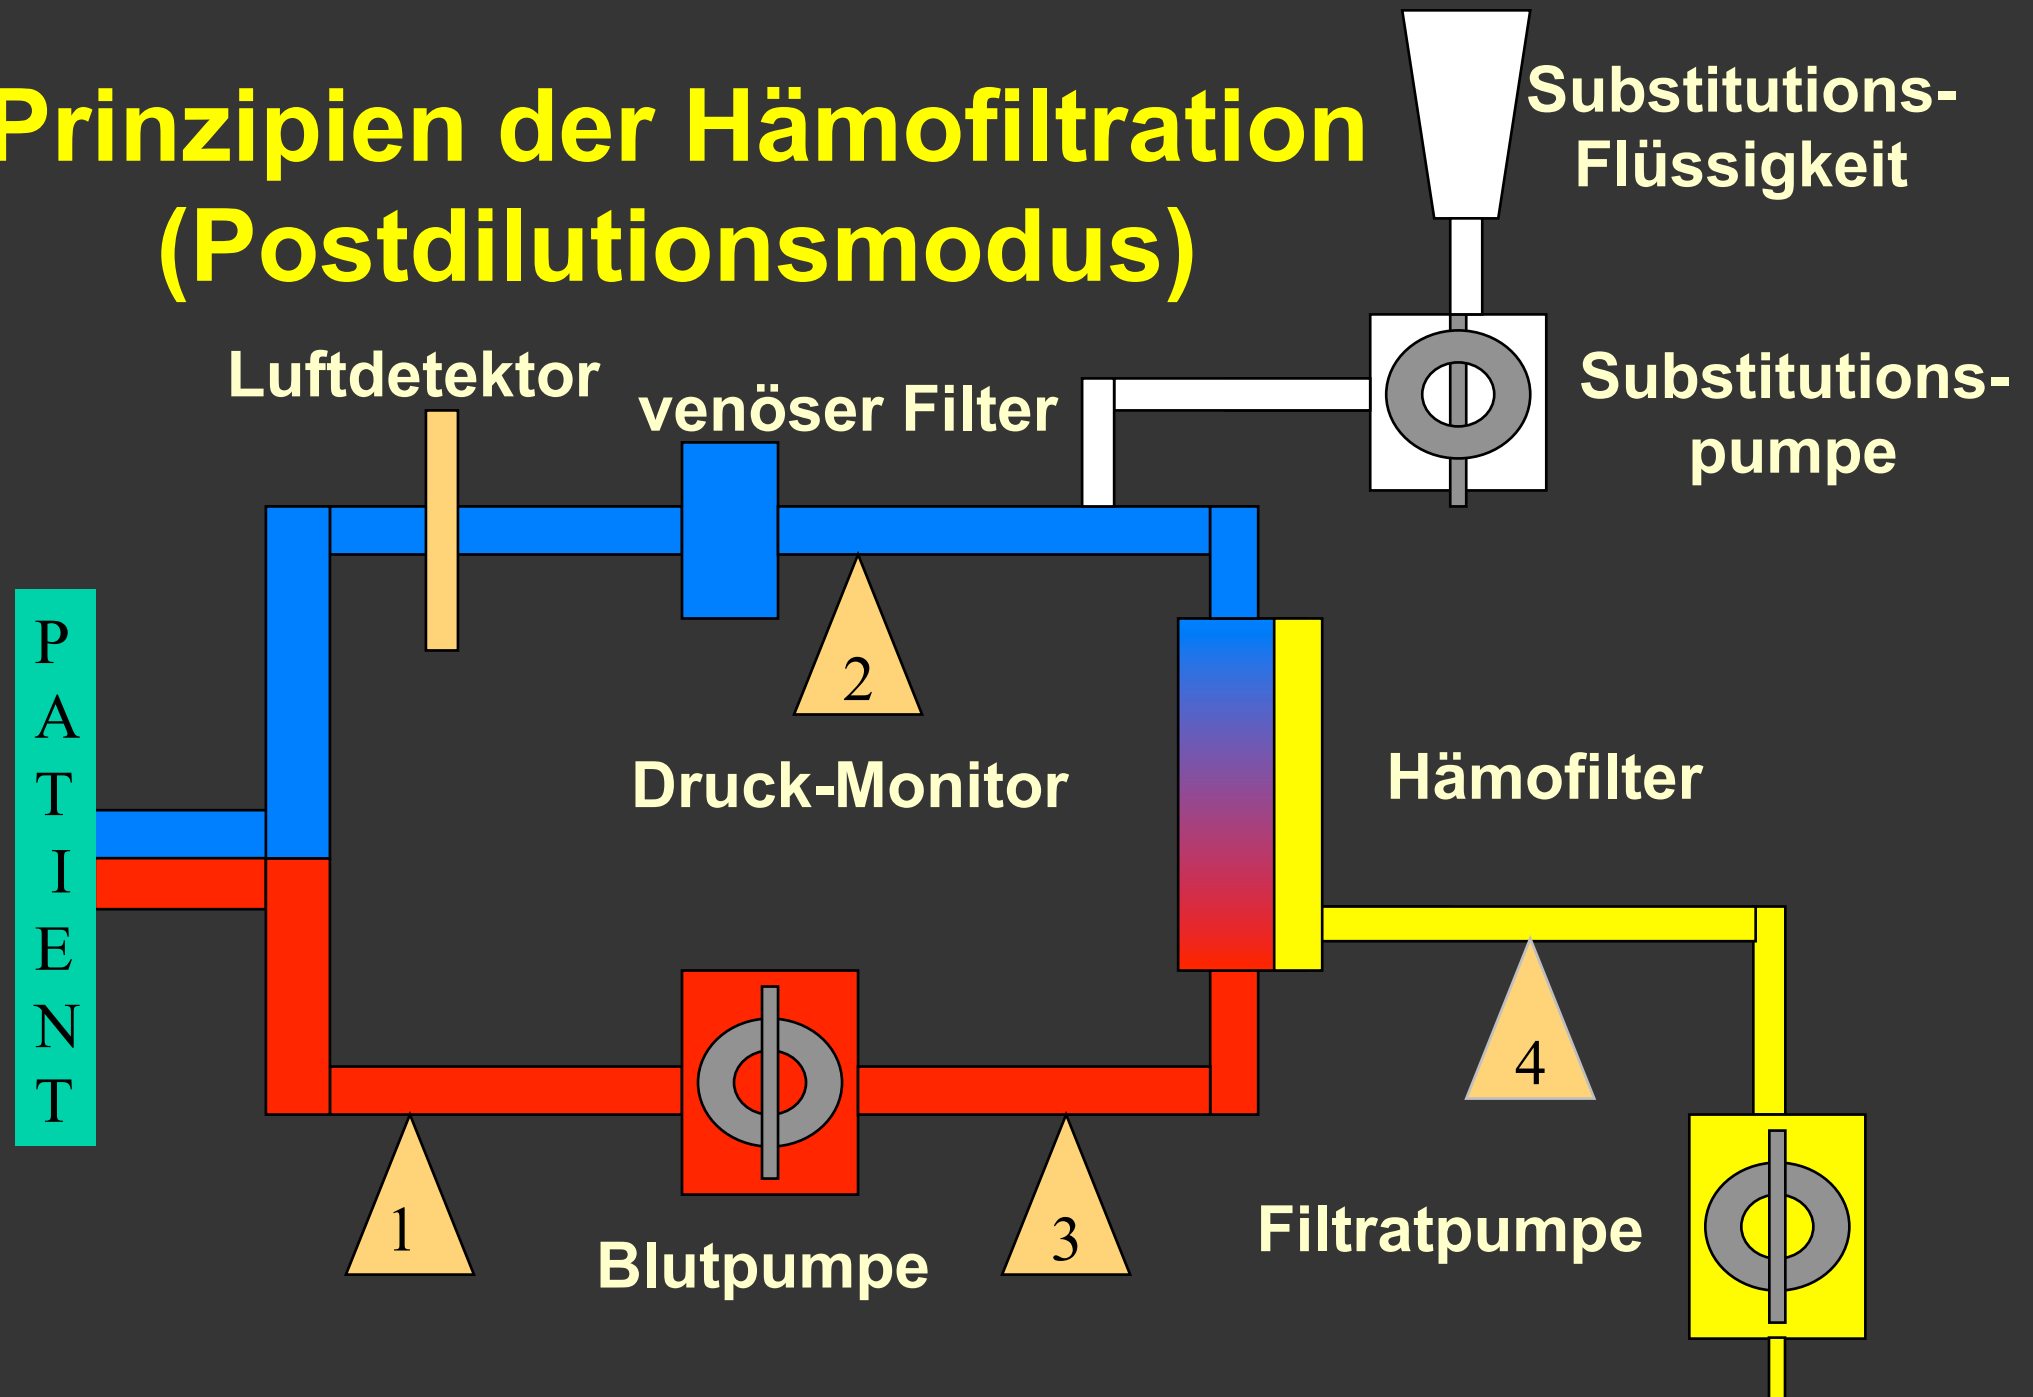 Prinzipien der Hämofiltration
(Postdilutionsmodus)
Substitutions-
Flüssigkeit
Luftdetektor
venöser Filter
Substitutions-
pumpe
P
A
T
I
E
N
T
2
Druck-Monitor
Hämofilter
4
1
Blutpumpe
3
Filtratpumpe